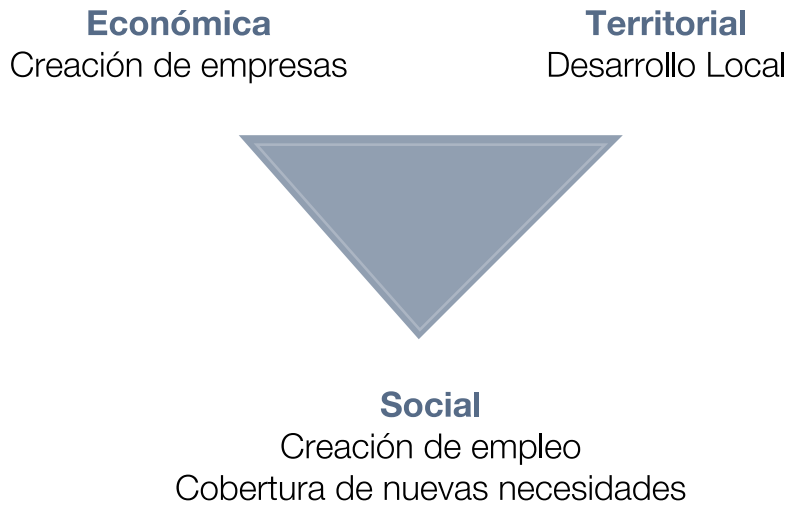 Económica
Creación de empresas
Territorial
Desarrollo Local
Social
Creación de empleo
Cobertura de nuevas necesidades